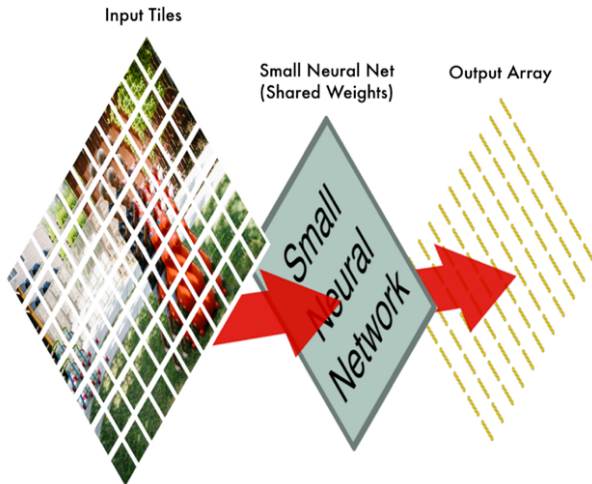 Input Tiles
Small Neural Net
(Shared Weights)
Output Array
Small
Neural
Network